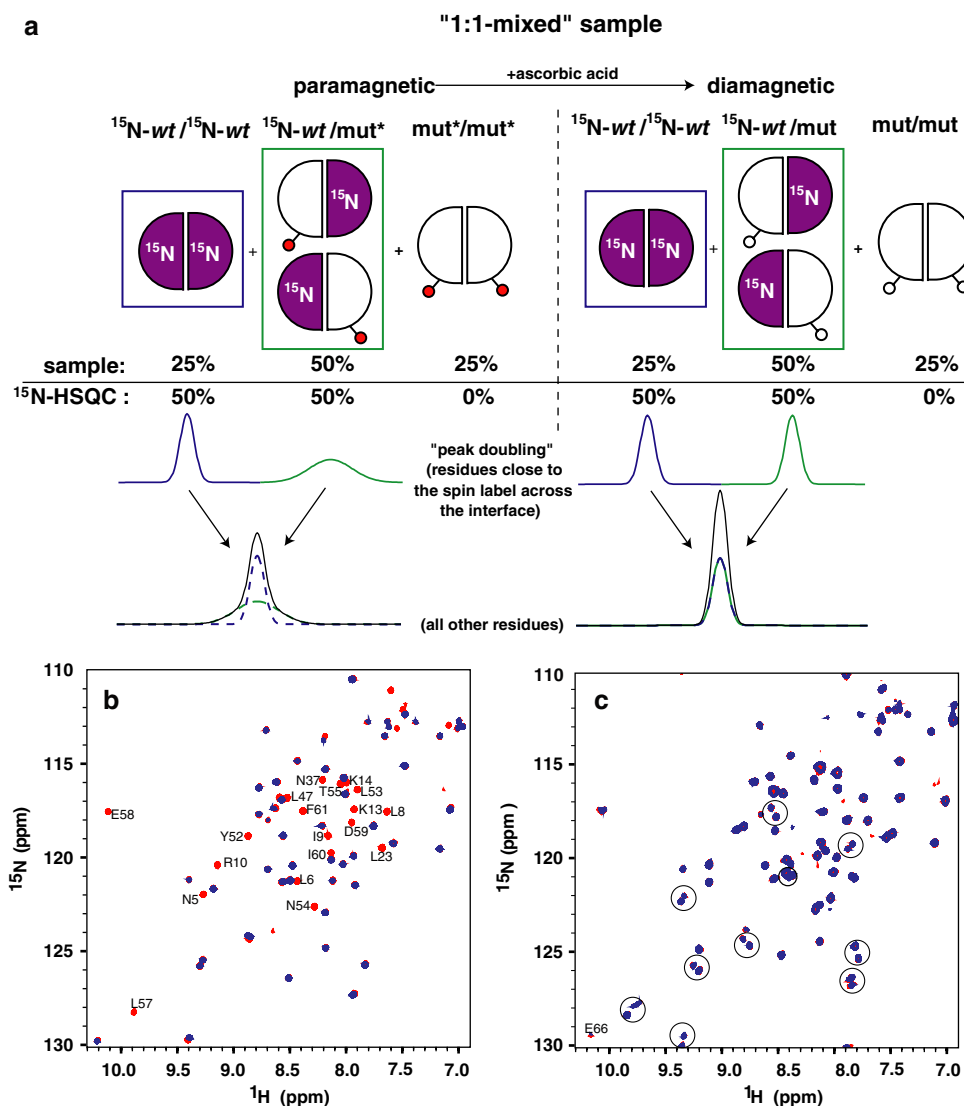 a
"1:1-mixed" sample
paramagnetic +ascorbic acid diamagnetic
¹⁵N-wt/¹⁵N-wt ¹⁵N-wt/mut* mut*/mut* ¹⁵N-wt/¹⁵N-wt ¹⁵N-wt/mut mut/mut
¹⁵N ¹⁵N + ¹⁵N ¹⁵N + ¹⁵N ¹⁵N + ¹⁵N ¹⁵N +
sample: 25% 50% 25% 25% 50% 25%
¹⁵N-HSQC : 50% 50% 0% 50% 50% 0%
"peak doubling"
(residues close to
the spin label across
the interface)
(all other residues)
b
110
115
120
125
130
¹⁵N (ppm)
10.0 9.5 9.0 8.5 8.0 7.5 7.0
¹H (ppm)
N37
K14
T55
L53
L47
E58
F61
K13
L8
D59
Y52
I9
I60
L23
R10
L6
N5
N54
L57
c
110
115
120
125
130
¹⁵N (ppm)
E66
10.0 9.5 9.0 8.5 8.0 7.5 7.0
¹H (ppm)